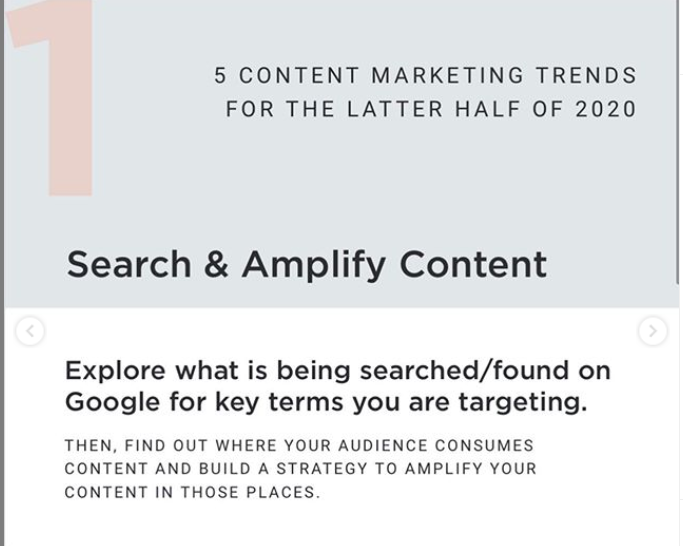 1
5 CONTENT MARKETING TRENDS
FOR THE LATTER HALF OF 2020
Search & Amplify Content
Explore what is being searched/found on
Google for key terms you are targeting.
THEN, FIND OUT WHERE YOUR AUDIENCE CONSUMES
CONTENT AND BUILD A STRATEGY TO AMPLIFY YOUR
CONTENT IN THOSE PLACES.